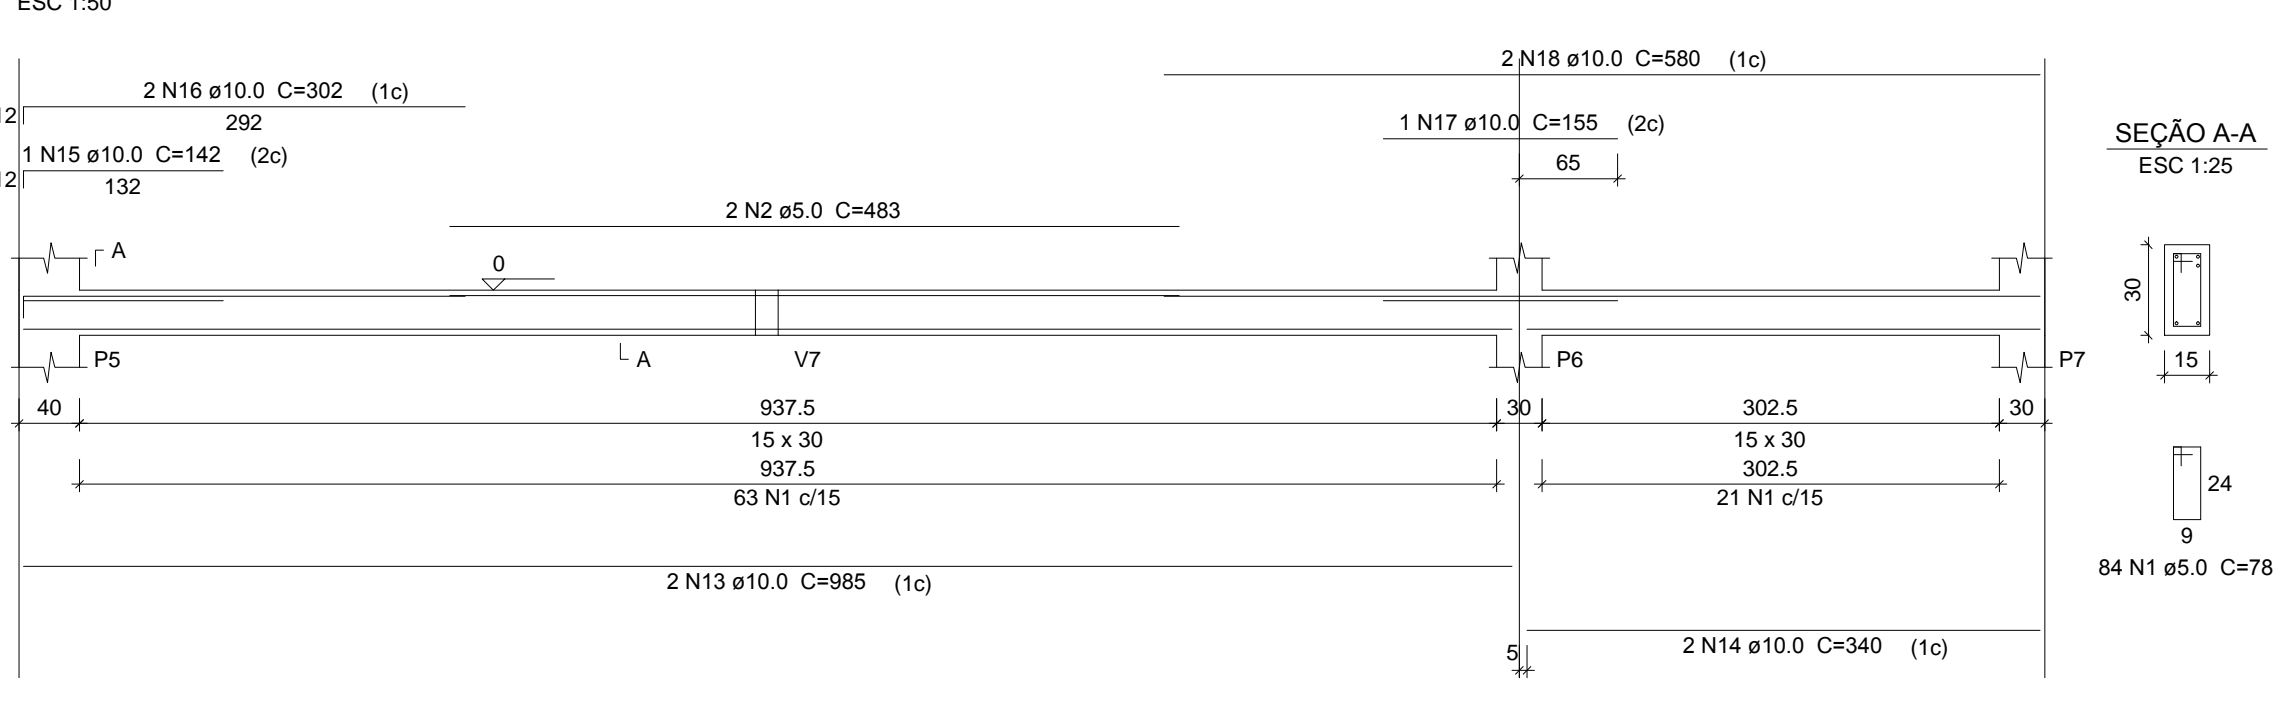 ESC 1:50
2 N18 ø10.0 C=580 (1c)
2 N16 ø10.0 C=302 (1c)
12
292
1 N17 ø10.0 C=155 (2c)
65
1 N15 ø10.0 C=142 (2c)
12
132
2 N2 ø5.0 C=483
A
0
P5
A
V7
P6
P7
40
937.5
30
302.5
30
15 x 30
15 x 30
937.5
302.5
63 N1 c/15
21 N1 c/15
2 N13 ø10.0 C=985 (1c)
5
2 N14 ø10.0 C=340 (1c)
SEÇÃO A-A
ESC 1:25
30
15
24
9
84 N1 ø5.0 C=78